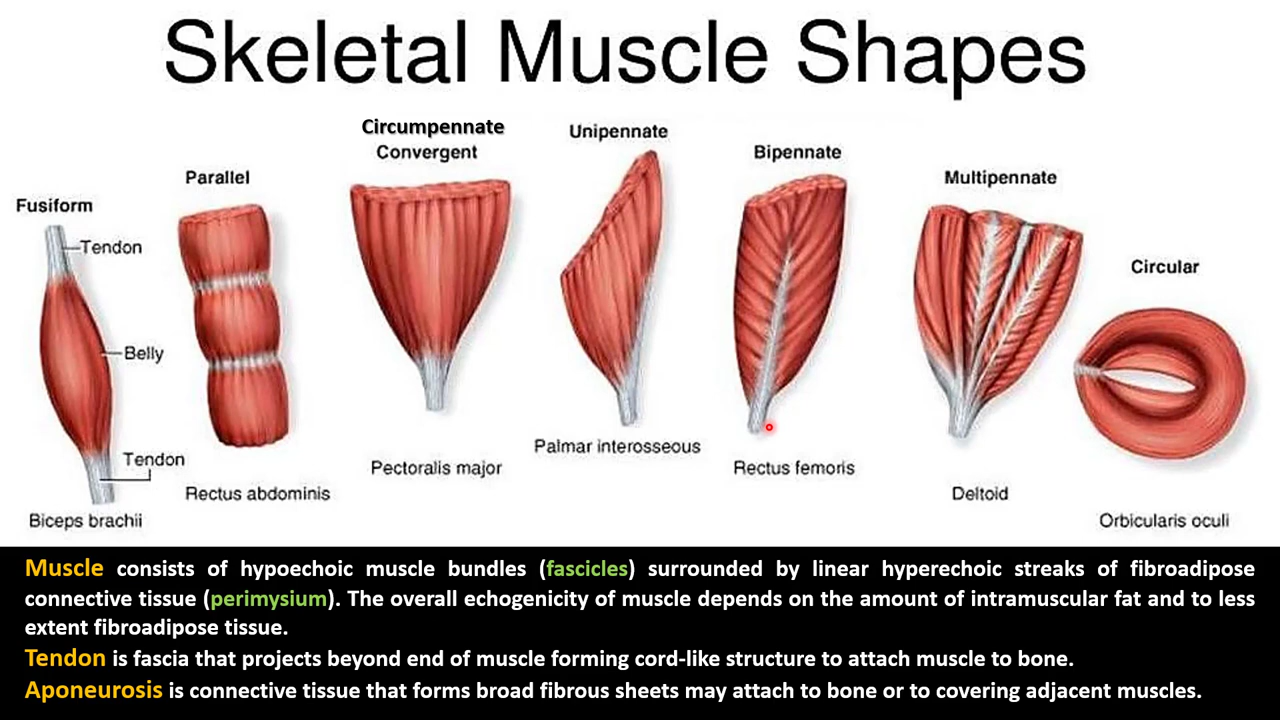 Skeletal Muscle Shapes
Fusiform
Tendon
Belly
Tendon
Biceps brachii
Parallel
Rectus abdominis
Circumpennate
Convergent
Pectoralis major
Unipennate
Palmar interosseous
Bipennate
Rectus femoris
Multipennate
Deltoid
Circular
Orbicularis oculi
Muscle consists of hypoechoic muscle bundles (fascicles) surrounded by linear hyperechoic streaks of fibroadipose
connective tissue (perimysium). The overall echogenicity of muscle depends on the amount of intramuscular fat and to less
extent fibroadipose tissue.
Tendon is fascia that projects beyond end of muscle forming cord-like structure to attach muscle to bone.
Aponeurosis is connective tissue that forms broad fibrous sheets may attach to bone or to covering adjacent muscles.